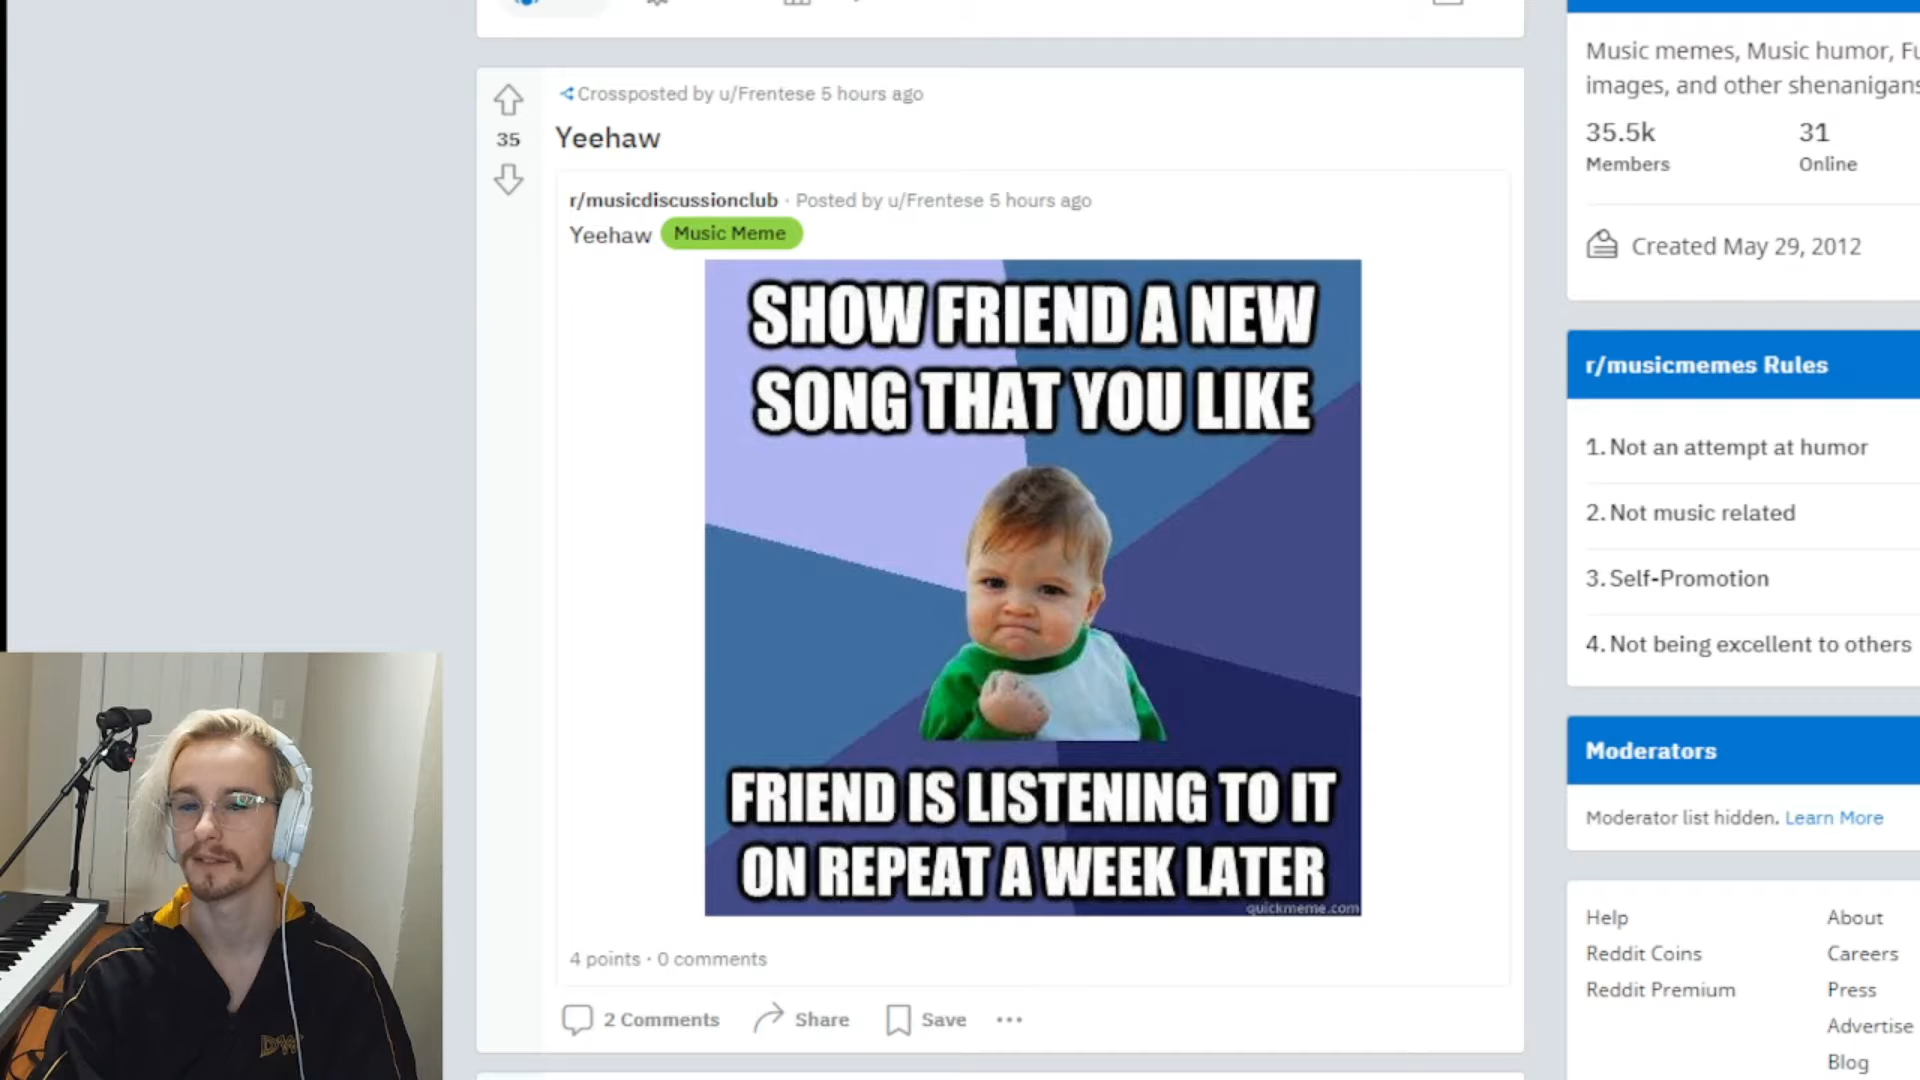 Crossposted by u/Frentese 5 hours ago
35
Yeehaw
r/musicdiscussionclub · Posted by u/Frentese 5 hours ago
Yeehaw Music Meme
SHOW FRIEND A NEW
SONG THAT YOU LIKE
FRIEND IS LISTENING TO IT
ON REPEAT A WEEK LATER
quickmeme.com
4 points · 0 comments
2 Comments Share Save
Music memes, Music humor,
images, and other shenanigans
35.5k 31
Members Online
Created May 29, 2012
r/musicmemes Rules
1. Not an attempt at humor
2. Not music related
3. Self-Promotion
4. Not being excellent to others
Moderators
Moderator list hidden. Learn More
Help About
Reddit Coins Careers
Reddit Premium Press
Advertise
Blog